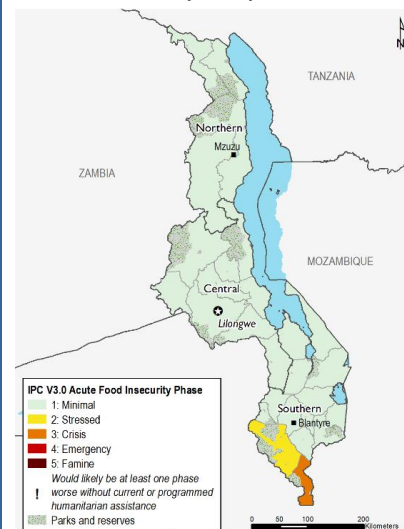 N
TANZANIA
Northern
Mzuzu
ZAMBIA
MOZAMBIQUE
Central
Lilongwe
IPC V3.0 Acute Food Insecurity Phase
1: Minimal
2: Stressed
3: Crisis
4: Emergency
5: Famine
Would likely be at least one phase
! worse without current or programmed
humanitarian assistance
Parks and reserves
Southern
Blantyre
0 50 100 200
Kilometers